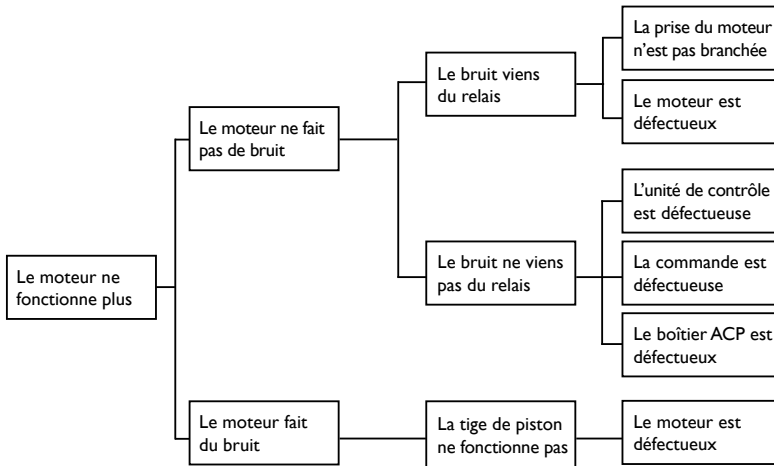 La prise du moteur
n'est pas branchée
Le bruit viens
du relais
Le moteur est
défectueux
Le moteur ne fait
pas de bruit
L'unité de contrôle
est défectueuse
Le bruit ne viens
pas du relais
La commande est
défectueuse
Le moteur ne
fonctionne plus
Le boîtier ACP est
défectueux
Le moteur fait
du bruit
La tige de piston
ne fonctionne pas
Le moteur est
défectueux